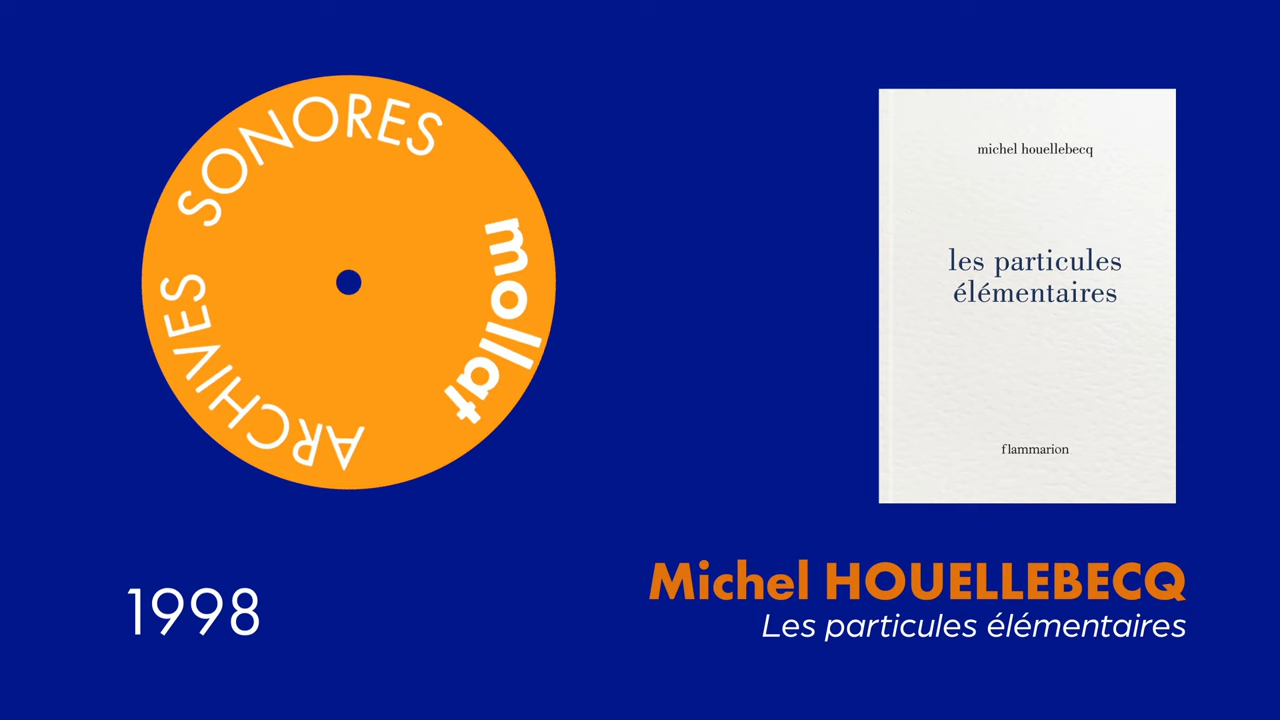 ARCHIVES SONORES
mollat
michel houellebecq
les particules
élémentaires
flammarion
1998
Michel HOUELLEBECQ
Les particules élémentaires